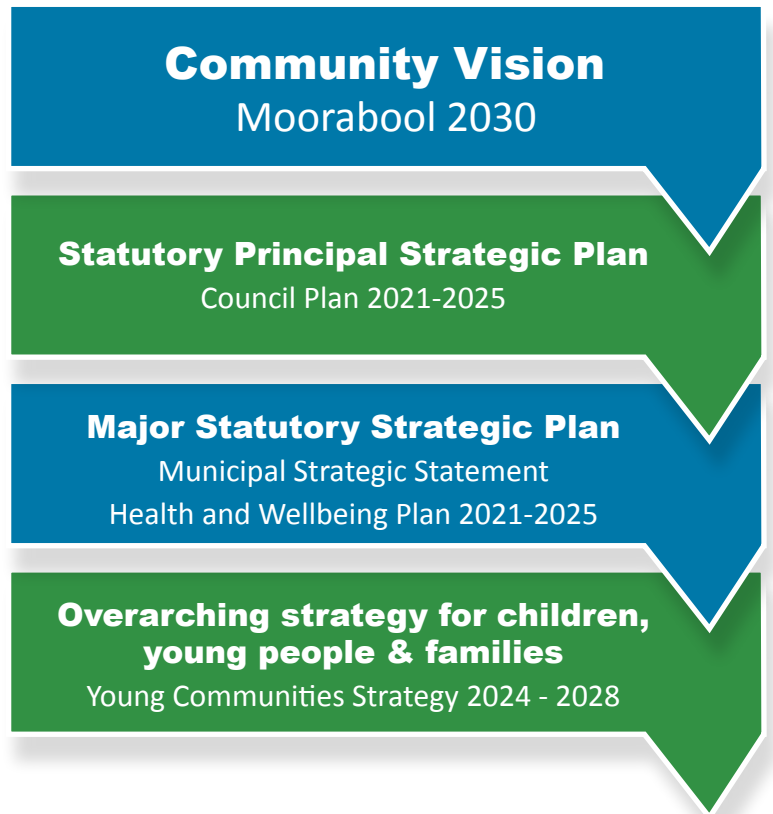 Community Vision
Moorabool 2030
Statutory Principal Strategic Plan
Council Plan 2021-2025
Major Statutory Strategic Plan
Municipal Strategic Statement
Health and Wellbeing Plan 2021-2025
Overarching strategy for children,
young people & families
Young Communities Strategy 2024 - 2028